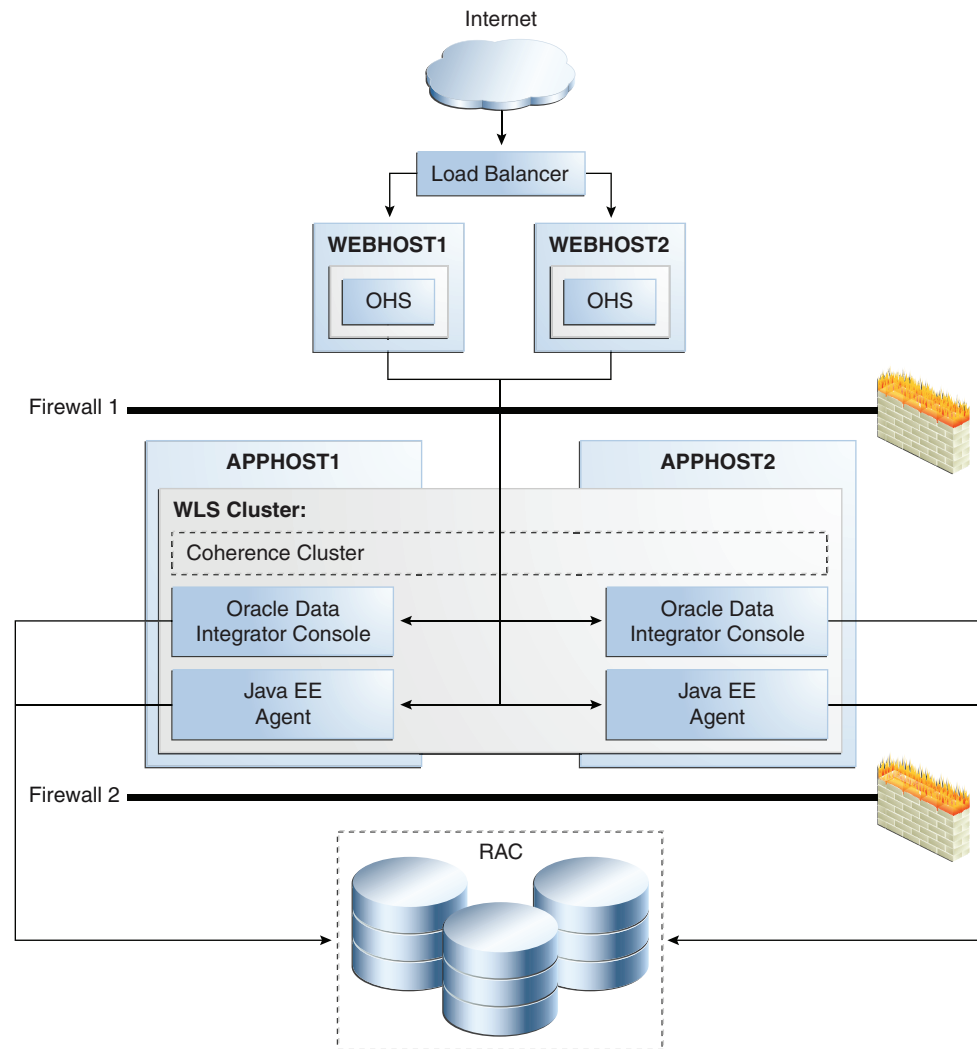 Internet
Load Balancer
WEBHOST1
WEBHOST2
OHS
OHS
Firewall 1
APPHOST1
APPHOST2
WLS Cluster:
Coherence Cluster
Oracle Data
Integrator Console
Oracle Data
Integrator Console
Java EE
Agent
Java EE
Agent
Firewall 2
RAC